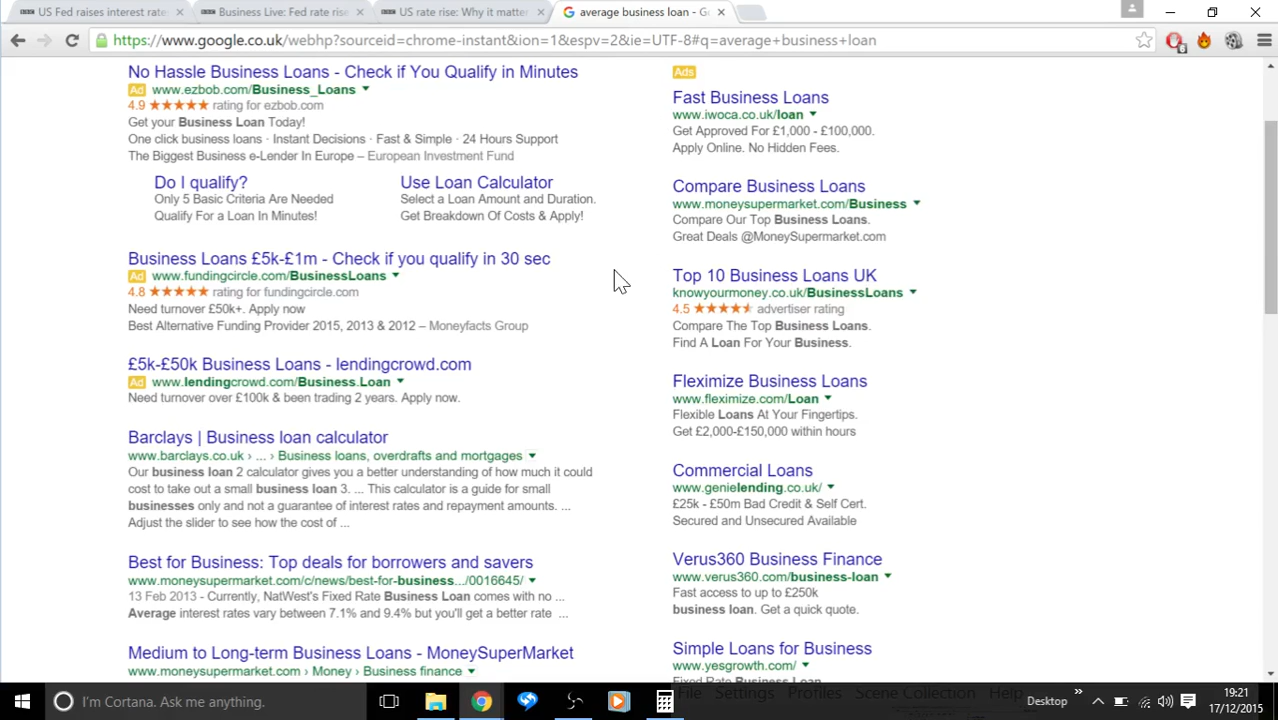 US Fed raises interest rate
Business Live: Fed rate rise
US rate rise: Why it matter
average business loan - Go
https://www.google.co.uk/webhp?sourceid=chrome-instant&ion=1&espv=2&ie=UTF-8#q=average+business+loan
6
No Hassle Business Loans - Check if You Qualify in Minutes
Ad www.ezbob.com/Business_Loans
4.9 ★★★★★ rating for ezbob.com
Get your Business Loan Today!
One click business loans · Instant Decisions · Fast & Simple · 24 Hours Support
The Biggest Business e-Lender In Europe – European Investment Fund
Do I qualify?
Only 5 Basic Criteria Are Needed
Qualify For a Loan In Minutes!
Use Loan Calculator
Select a Loan Amount and Duration.
Get Breakdown Of Costs & Apply!
Business Loans £5k-£1m - Check if you qualify in 30 sec
Ad www.fundingcircle.com/BusinessLoans
4.8 ★★★★★ rating for fundingcircle.com
Need turnover £50k+. Apply now
Best Alternative Funding Provider 2015, 2013 & 2012 – Moneyfacts Group
£5k-£50k Business Loans - lendingcrowd.com
Ad www.lendingcrowd.com/Business.Loan
Need turnover over £100k & been trading 2 years. Apply now.
Barclays | Business loan calculator
www.barclays.co.uk › ... › Business loans, overdrafts and mortgages
Our business loan 2 calculator gives you a better understanding of how much it could
cost to take out a small business loan 3. ... This calculator is a guide for small
businesses only and not a guarantee of interest rates and repayment amounts. ...
Adjust the slider to see how the cost of ...
Best for Business: Top deals for borrowers and savers
www.moneysupermarket.com/c/news/best-for-business.../0016645/
13 Feb 2013 - Currently, NatWest's Fixed Rate Business Loan comes with no ...
Average interest rates vary between 7.1% and 9.4% but you'll get a better rate ...
Medium to Long-term Business Loans - MoneySuperMarket
www.moneysupermarket.com › Money › Business finance
Ads
Fast Business Loans
www.iwoca.co.uk/loan
Get Approved For £1,000 - £100,000.
Apply Online. No Hidden Fees.
Compare Business Loans
www.moneysupermarket.com/Business
Compare Our Top Business Loans.
Great Deals @MoneySupermarket.com
Top 10 Business Loans UK
knowyourmoney.co.uk/BusinessLoans
4.5 ★★★★★ advertiser rating
Compare The Top Business Loans.
Find A Loan For Your Business.
Fleximize Business Loans
www.fleximize.com/Loan
Flexible Loans At Your Fingertips.
Get £2,000-£150,000 within hours
Commercial Loans
www.genielending.co.uk/
£25k - £50m Bad Credit & Self Cert.
Secured and Unsecured Available
Verus360 Business Finance
www.verus360.com/business-loan
Fast access to up to £250k
business loan. Get a quick quote.
Simple Loans for Business
www.yesgrowth.com/
Fixed Rate Business Loan
File Settings Profiles Scene Collection Help
I'm Cortana. Ask me anything.
Desktop
19:21
17/12/2015